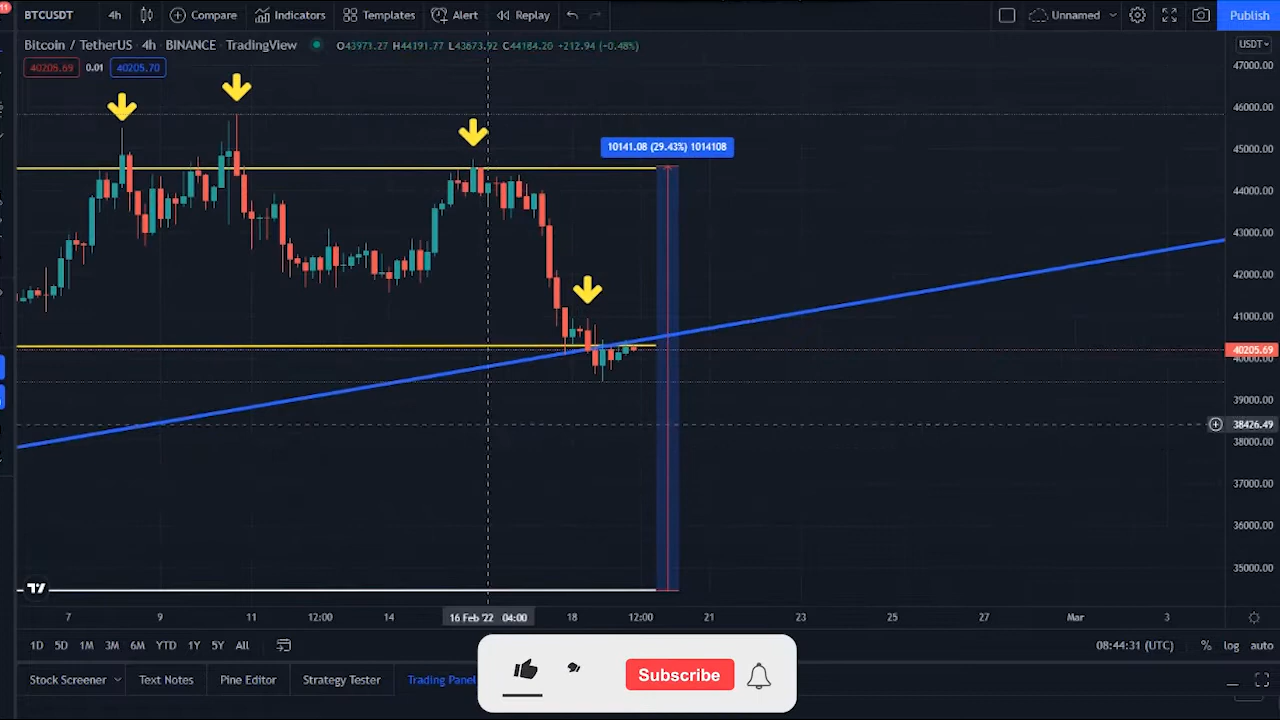 11
BTCUSDT 4h Compare Indicators Templates Alert Replay Unnamed Publish
Bitcoin / TetherUS · 4h · BINANCE · TradingView O43971.27 H44191.77 L43673.92 C44184.20 +212.94 (+0.48%) USDT
40205.69 0.01 40205.70
47000.00
46000.00
10141.08 (29.43%) 1014108
45000.00
44000.00
43000.00
42000.00
41000.00
40205.69
40000.00
39000.00
38426.49
38000.00
37000.00
36000.00
35000.00
7 9 11 12:00 14 16 Feb '22 04:00 18 12:00 21 23 25 27 Mar 3
1D 5D 1M 3M 6M YTD 1Y 5Y All 08:44:31 (UTC) % log auto
Stock Screener Text Notes Pine Editor Strategy Tester Trading Panel Subscribe